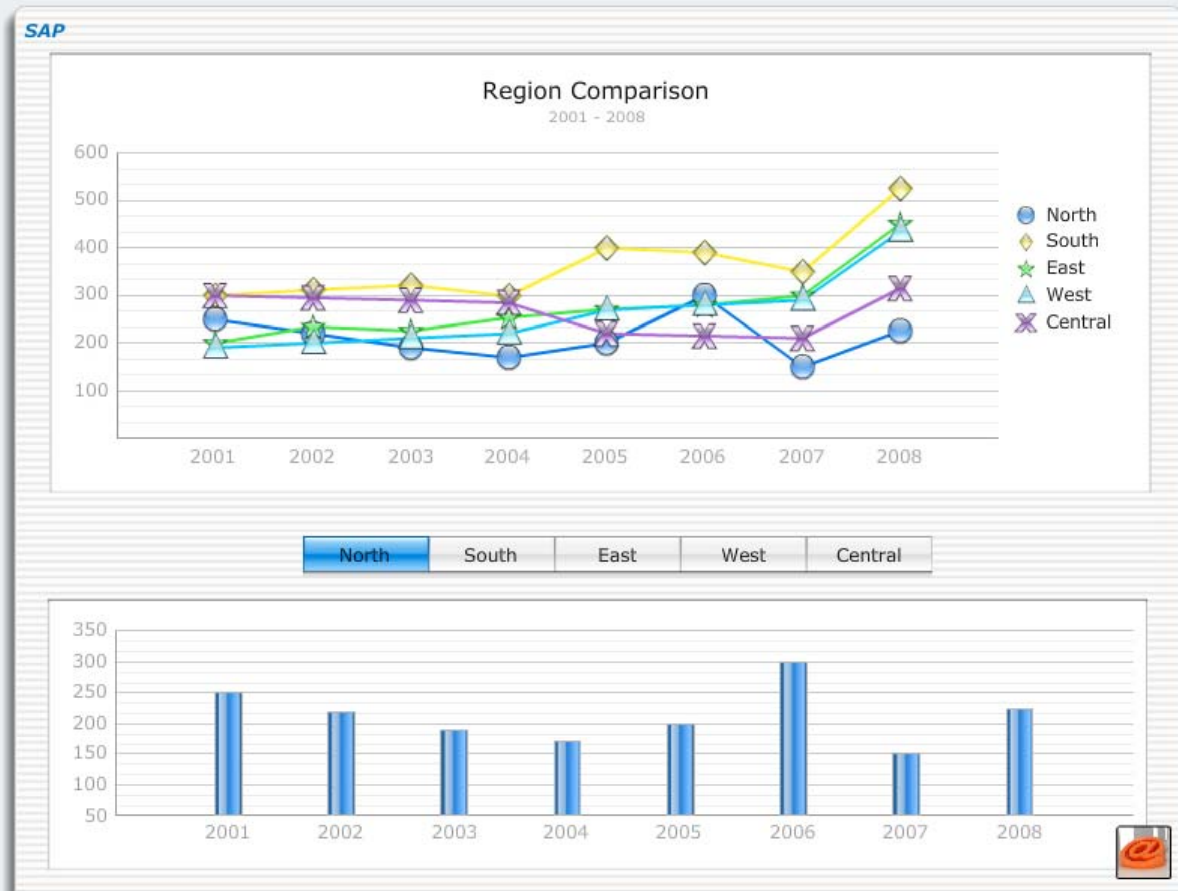 SAP
Region Comparison
2001 - 2008
600
500
400
300
200
100
2001 2002 2003 2004 2005 2006 2007 2008
North
South
East
West
Central
North South East West Central
350
300
250
200
150
100
50
2001 2002 2003 2004 2005 2006 2007 2008
@